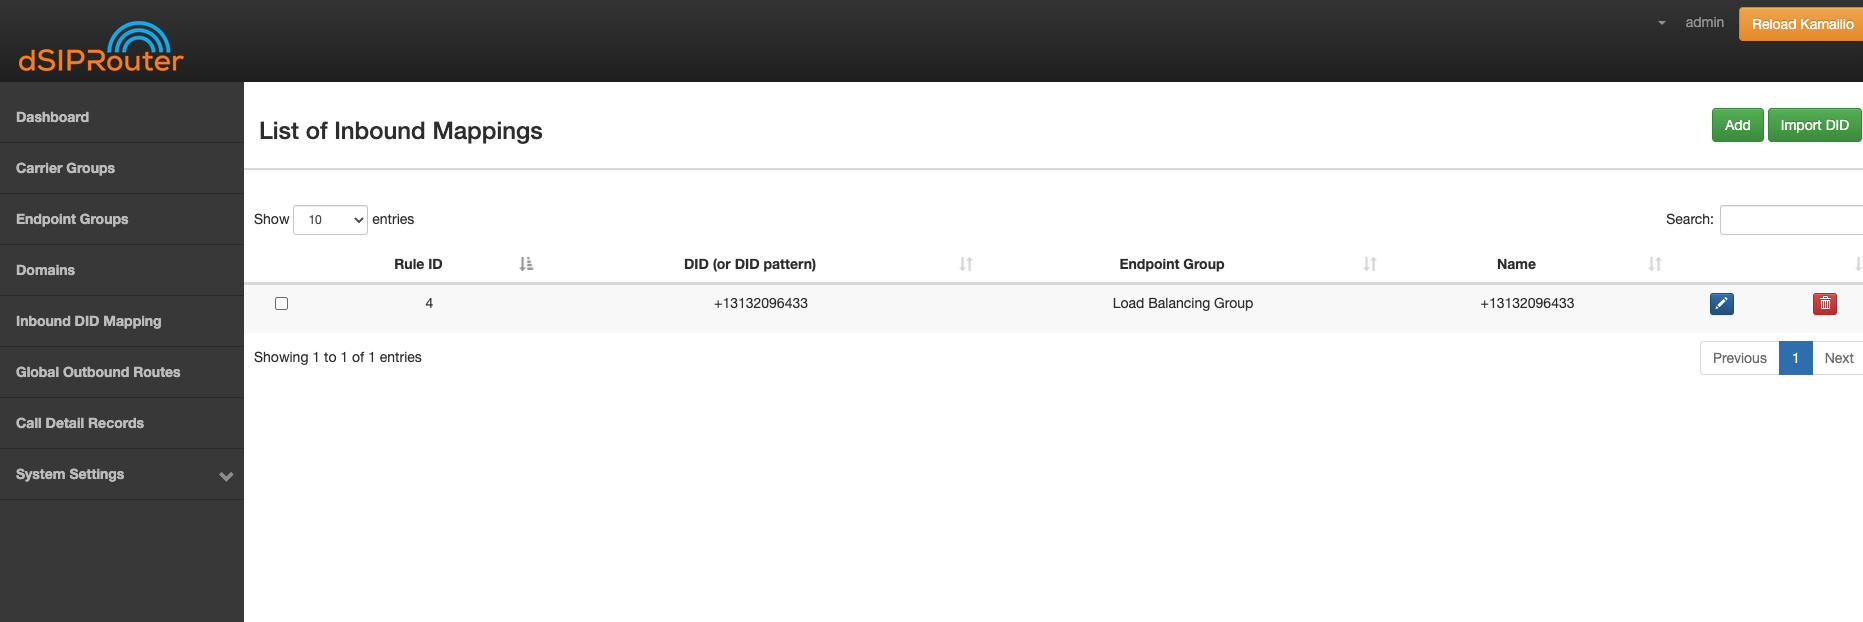 dSIPRouter
admin
Reload Kamailio
Dashboard
Carrier Groups
Endpoint Groups
Domains
Inbound DID Mapping
Global Outbound Routes
Call Detail Records
System Settings
List of Inbound Mappings
Add
Import DID
Show 10 entries
Search:
Rule ID DID (or DID pattern) Endpoint Group Name
4 +13132096433 Load Balancing Group +13132096433
Showing 1 to 1 of 1 entries
Previous 1 Next